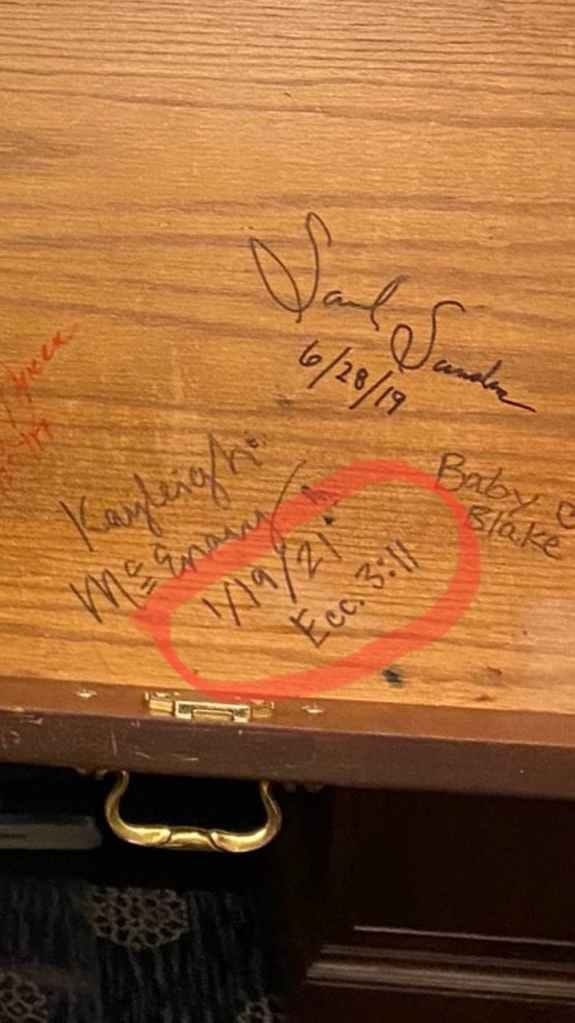 Sarah Sanders
6/28/19
Kayleigh
McEnany
1/19/21
Ecc. 3:11
Baby
Blake